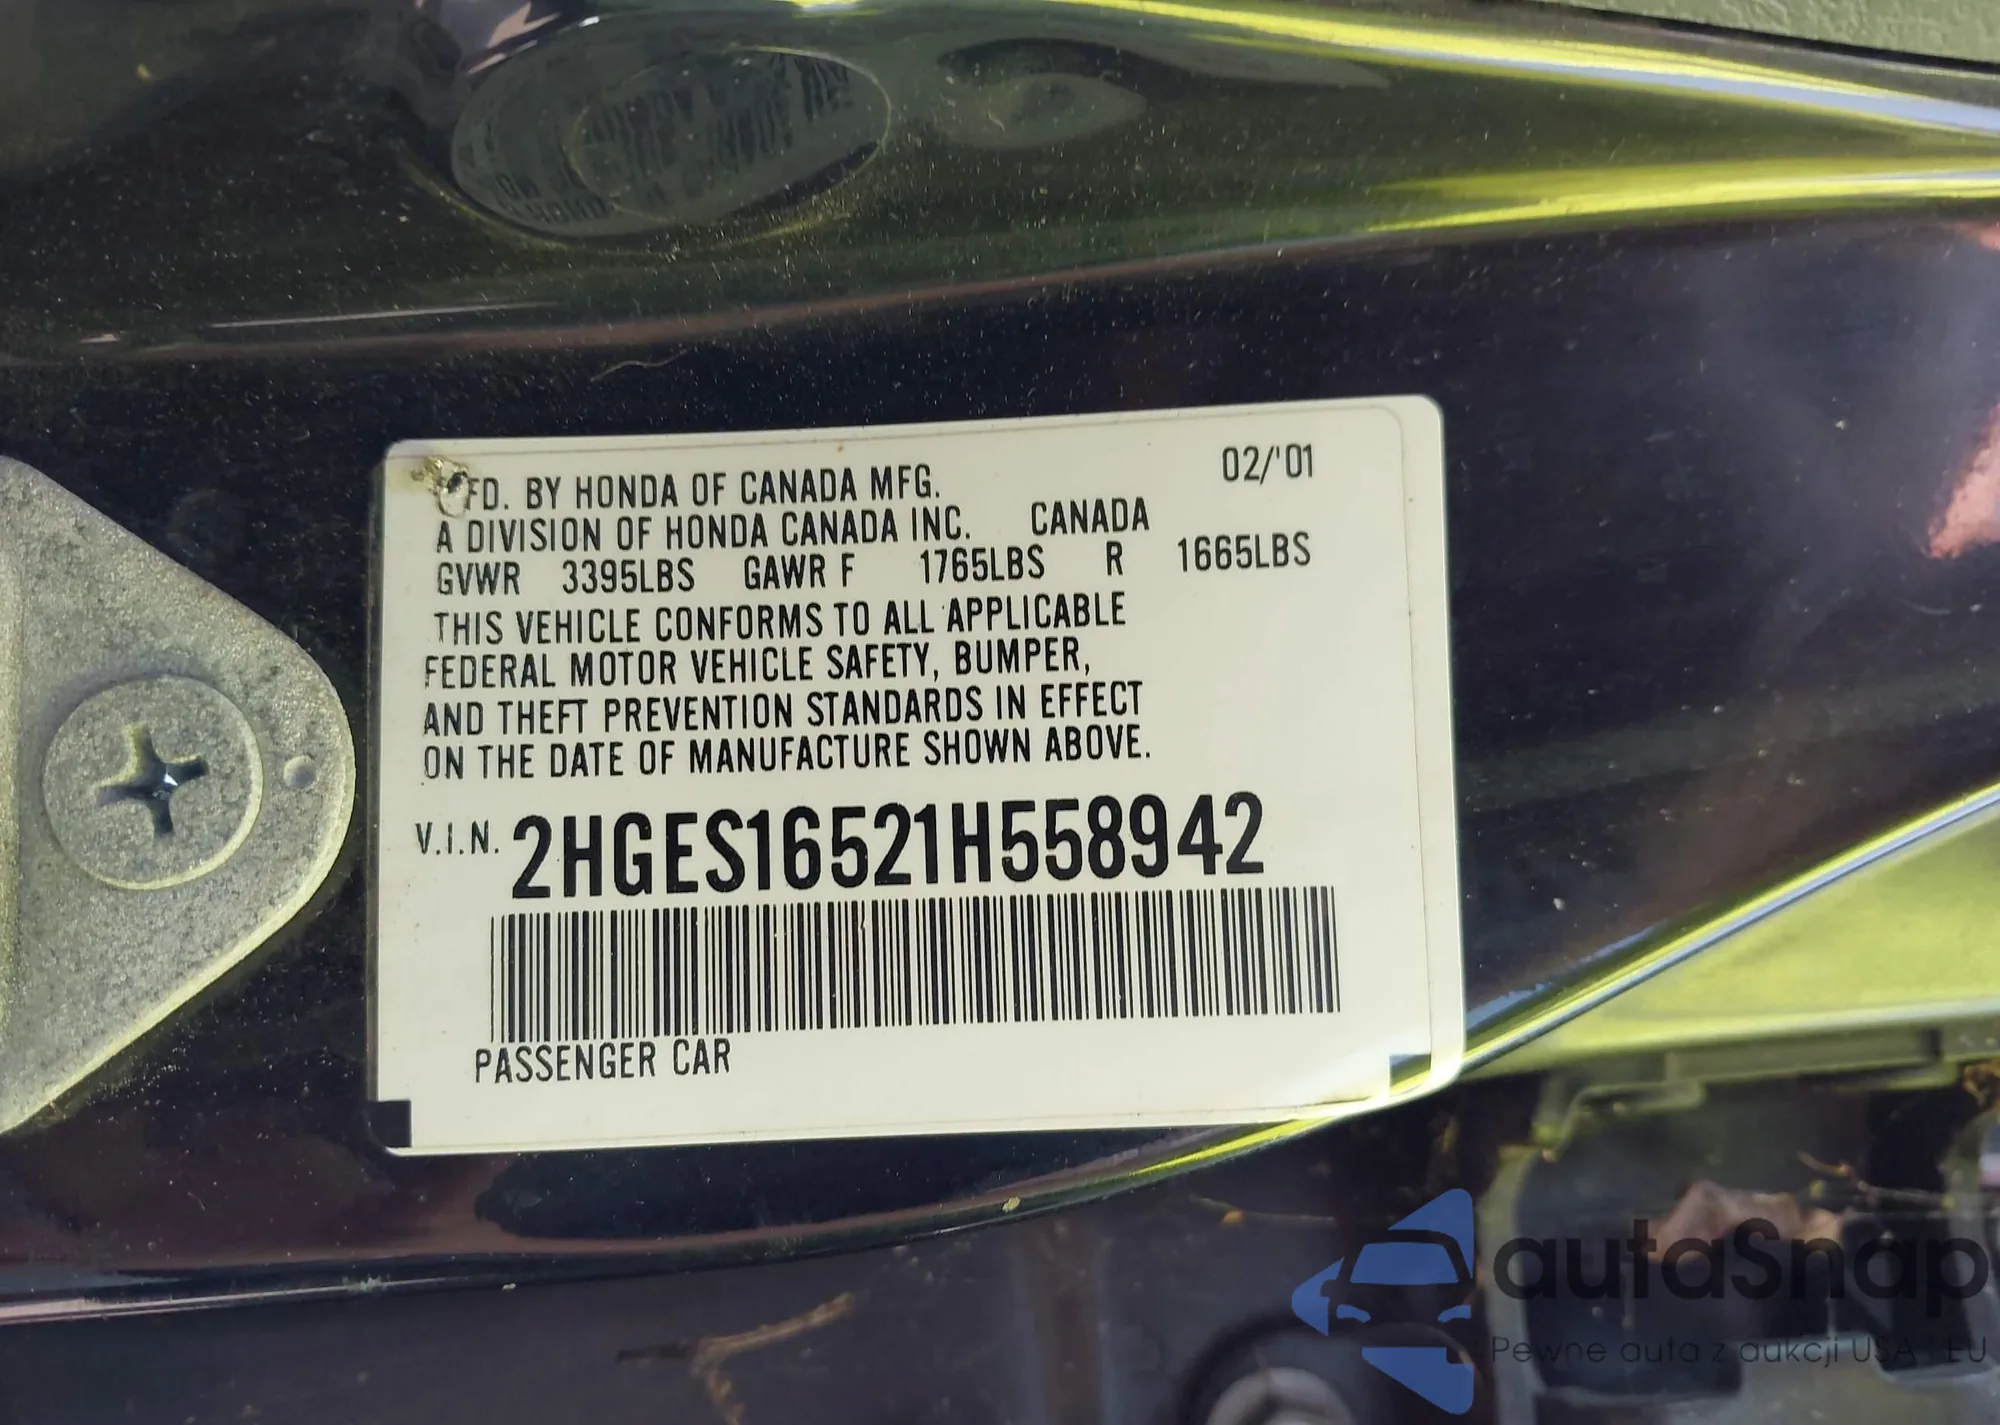 MFD. BY HONDA OF CANADA MFG. 02/'01
A DIVISION OF HONDA CANADA INC. CANADA
GVWR 3395LBS GAWR F 1765LBS R 1665LBS
THIS VEHICLE CONFORMS TO ALL APPLICABLE
FEDERAL MOTOR VEHICLE SAFETY, BUMPER,
AND THEFT PREVENTION STANDARDS IN EFFECT
ON THE DATE OF MANUFACTURE SHOWN ABOVE.
V.I.N. 2HGES16521H558942
PASSENGER CAR
autaSnap
Pewne auta z aukcji USA i EU